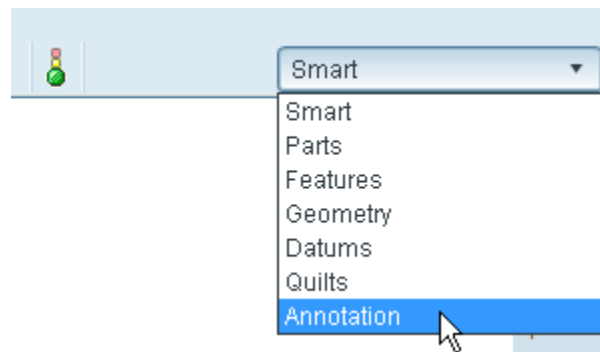 Smart
Smart
Parts
Features
Geometry
Datums
Quilts
Annotation